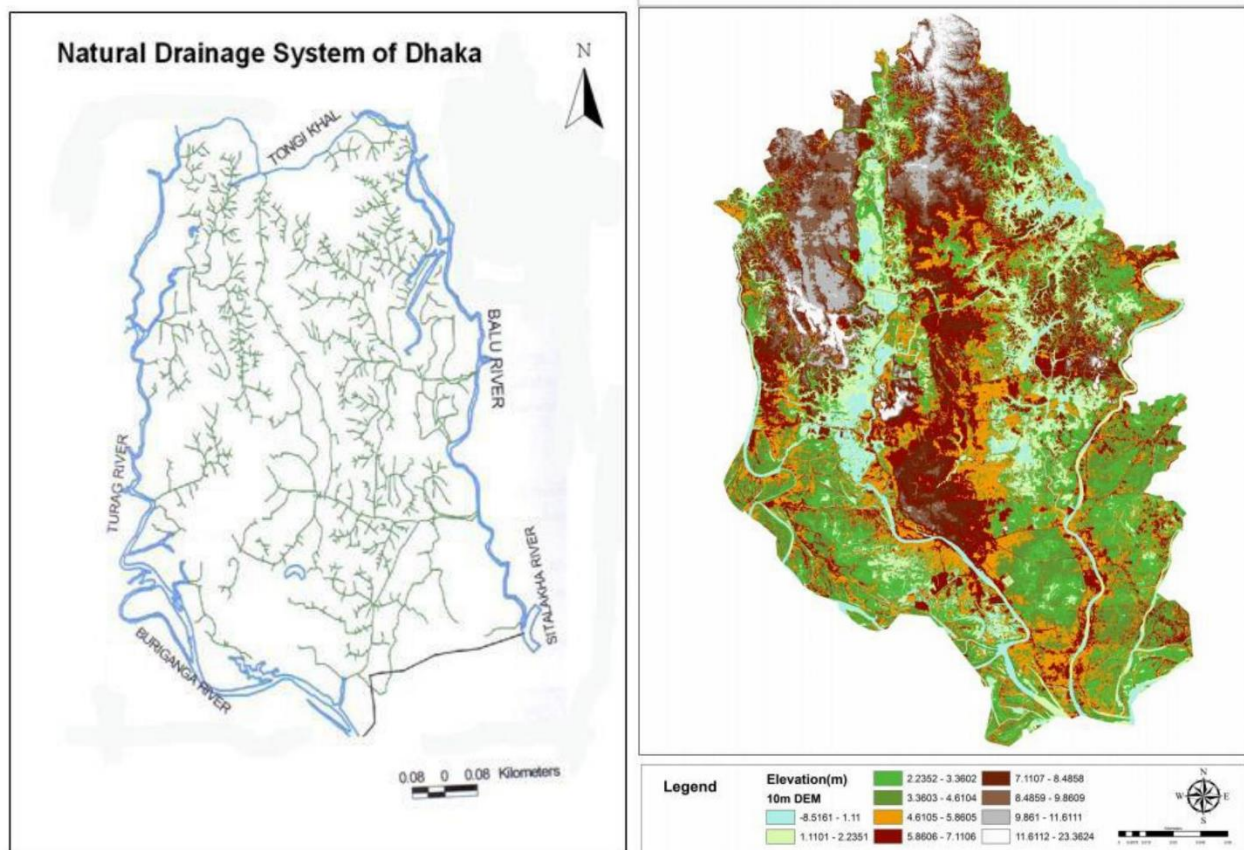 Natural Drainage System of Dhaka
N
TONGI KHAL
BALU RIVER
TURAG RIVER
SITALAKHA RIVER
BURIGANGA RIVER
0.08 0 0.08 Kilometers
Legend
Elevation(m)
10m DEM
-8.5161 - 1.11
1.1101 - 2.2351
2.2352 - 3.3602
3.3603 - 4.6104
4.6105 - 5.8605
5.8606 - 7.1106
7.1107 - 8.4858
8.4859 - 9.8609
9.861 - 11.6111
11.6112 - 23.3624
N
W E
S